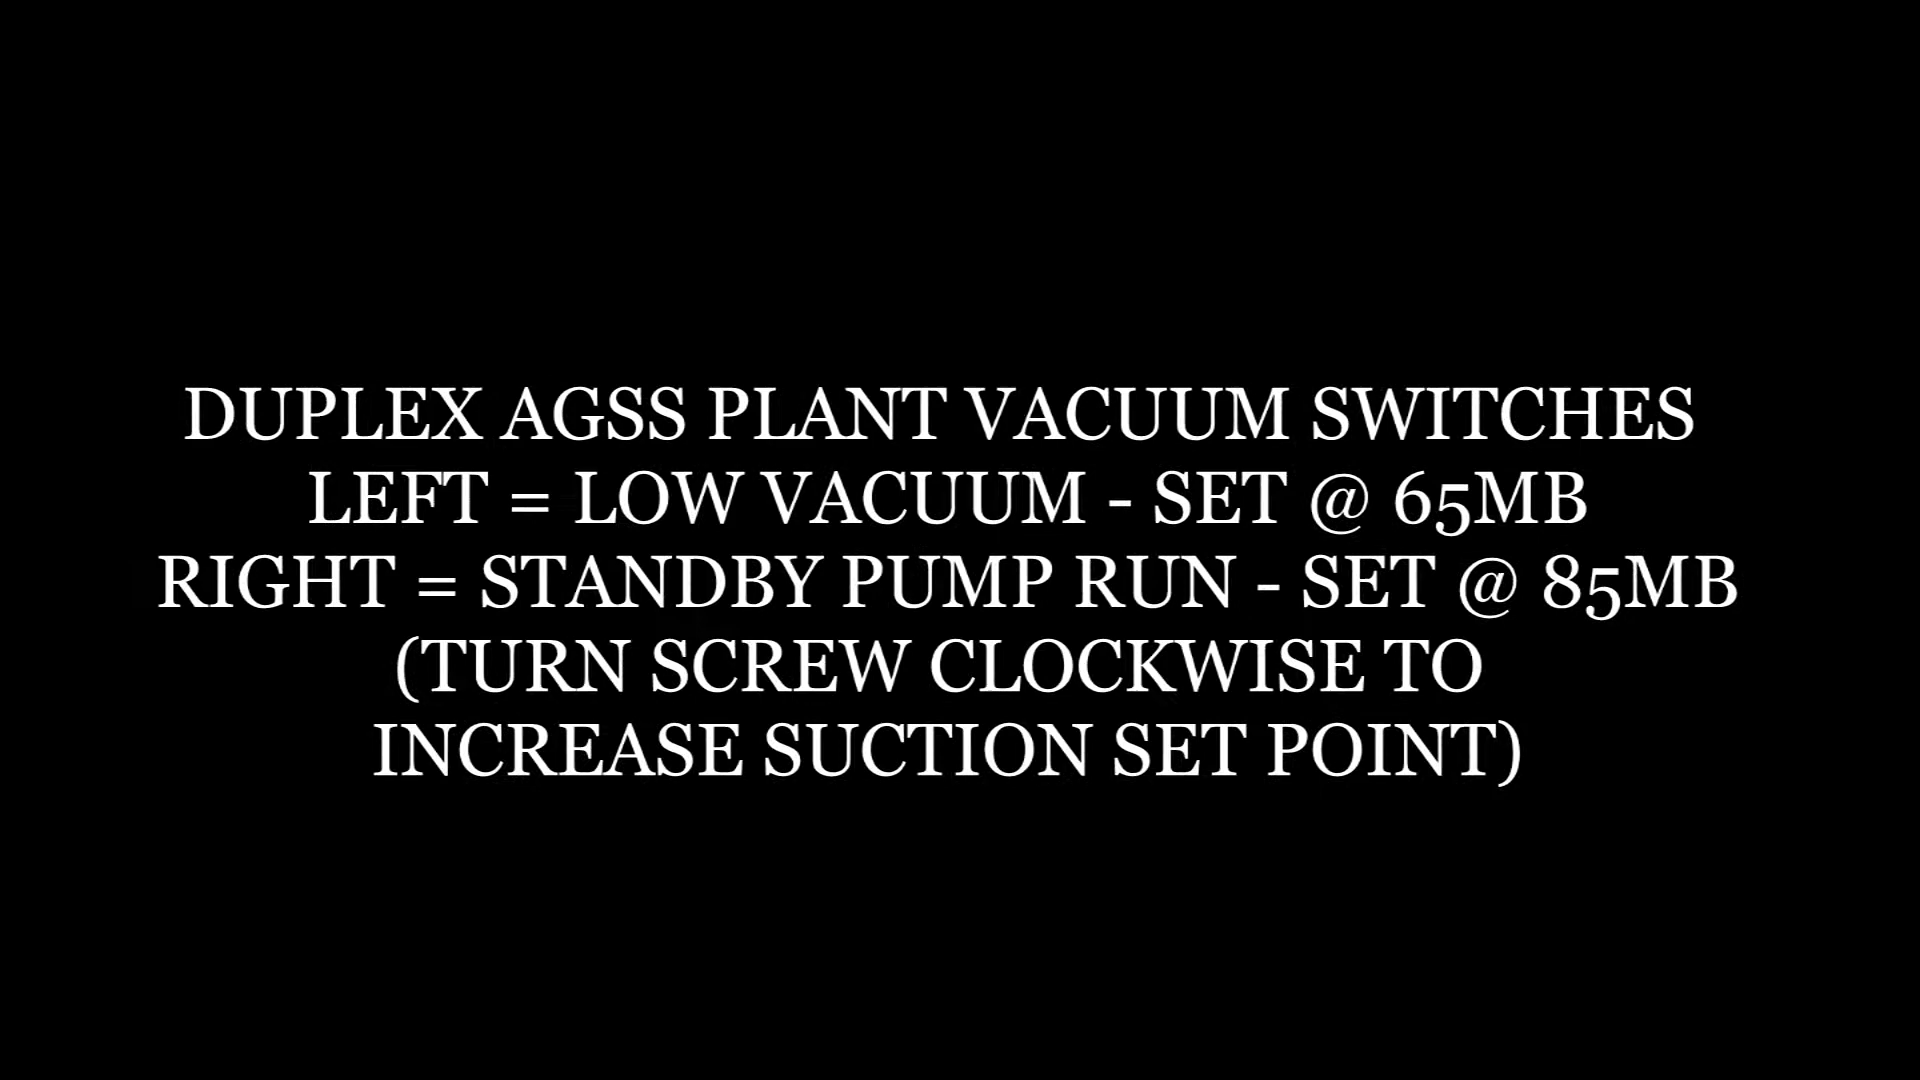 DUPLEX AGSS PLANT VACUUM SWITCHES
LEFT = LOW VACUUM - SET @ 65MB
RIGHT = STANDBY PUMP RUN - SET @ 85MB
(TURN SCREW CLOCKWISE TO
INCREASE SUCTION SET POINT)